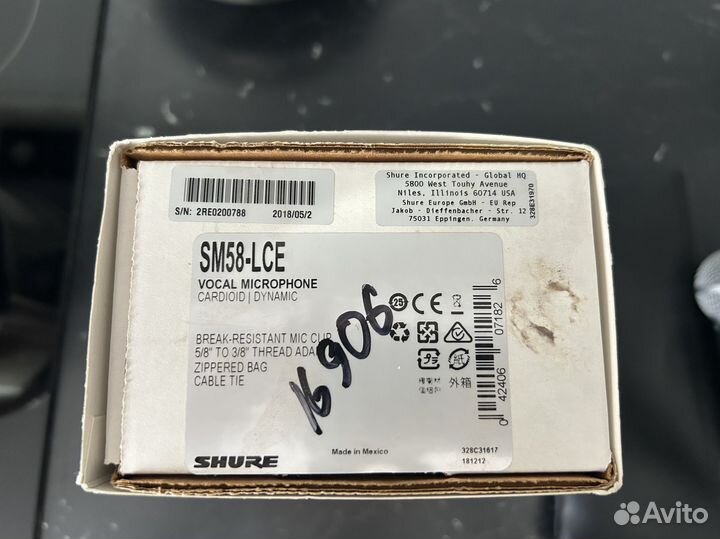 S/N: 2RE0200788 2018/05/2
Shure Incorporated - Global HQ
5800 West Touhy Avenue
Niles, Illinois 60714 USA
Shure Europe GmbH - EU Rep
Jakob - Dieffenbacher - Str. 12
75031 Eppingen, Germany
328E31970
SM58-LCE
VOCAL MICROPHONE
CARDIOID | DYNAMIC
BREAK-RESISTANT MIC CLIP
5/8" TO 3/8" THREAD ADA
ZIPPERED BAG
CABLE TIE
16906
25
CE
外箱
0 42406 07182 6
SHURE
Made in Mexico
328C31617
181212
Avito